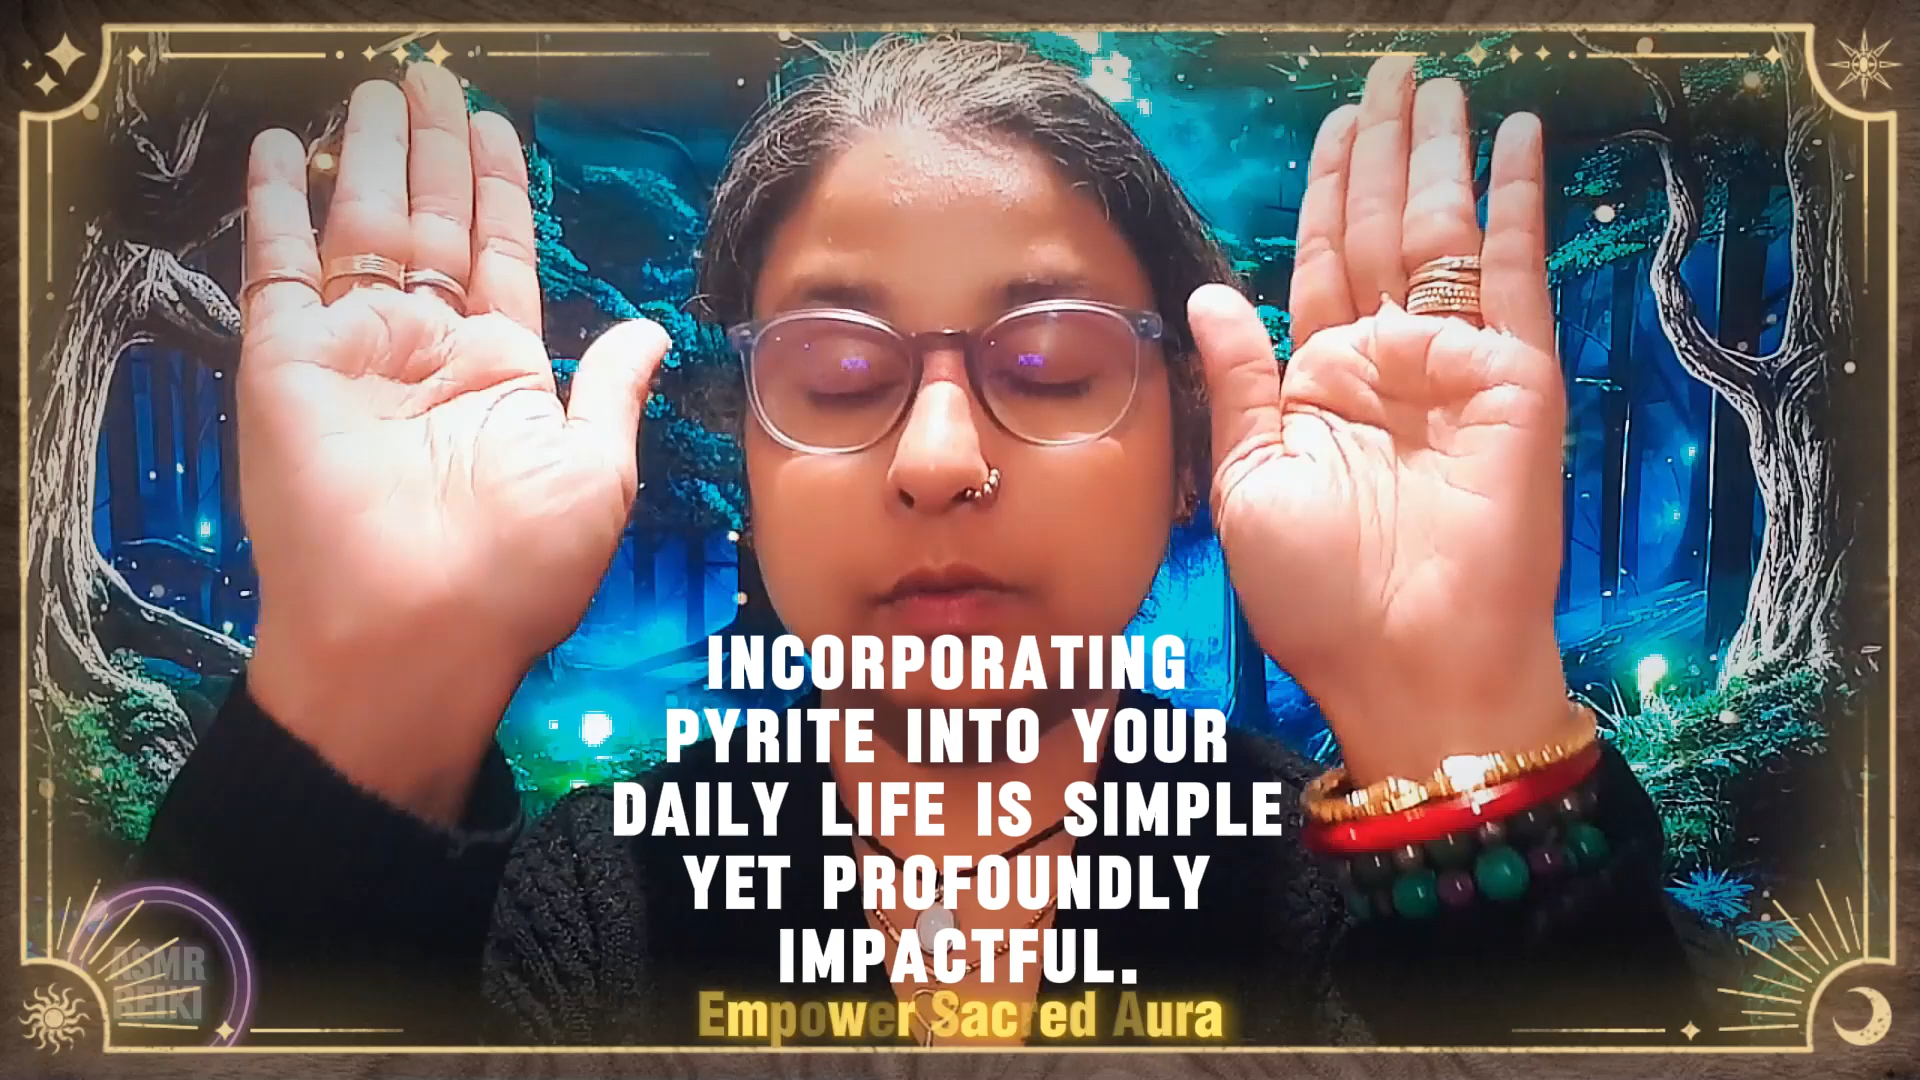 INCORPORATING
PYRITE INTO YOUR
DAILY LIFE IS SIMPLE
YET PROFOUNDLY
IMPACTFUL.
Empower Sacred Aura
ASMR
REIKI